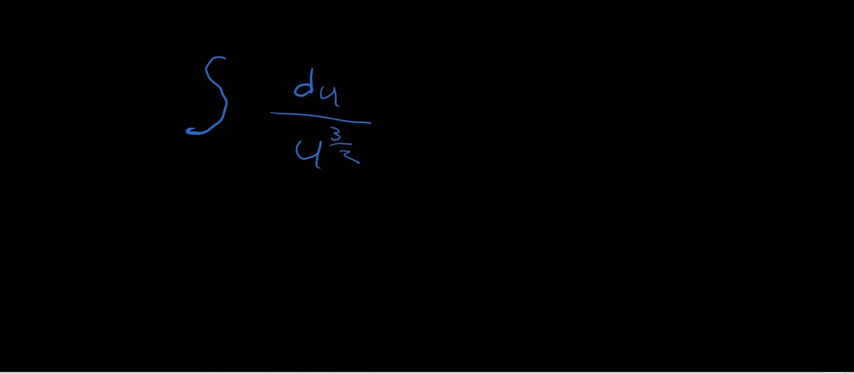 ∫ du / u^(3/2)